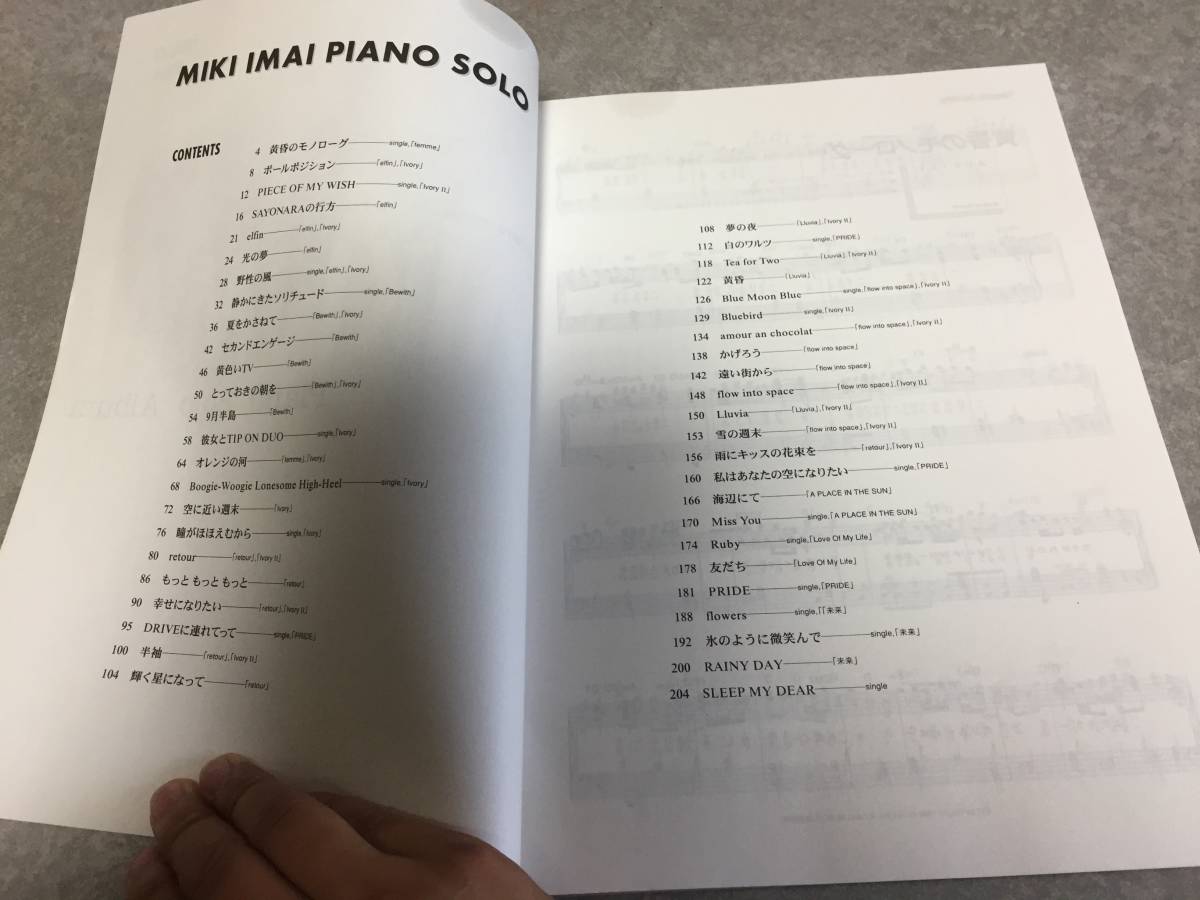 MIKI IMAI PIANO SOLO
CONTENTS
4 黄昏のモノローグ——single,「femme」
8 ポールポジション——「elfin」,「Ivory」
12 PIECE OF MY WISH——single,「Ivory II」
16 SAYONARAの行方——「elfin」
21 elfin——「elfin」,「Ivory」
24 光の夢——「elfin」
28 野性の風——single,「elfin」,「Ivory」
32 静かにきたソリチュード——single,「Bewith」
36 夏をかさねて——「Bewith」,「Ivory」
42 セカンドエンゲージ——「Bewith」
46 黄色いTV——「Bewith」
50 とっておきの朝を——「Bewith」,「Ivory」
54 9月半島——「Bewith」
58 彼女とTIP ON DUO——single,「Ivory」
64 オレンジの河——「femme」,「Ivory」
68 Boogie-Woogie Lonesome High-Heel——single,「Ivory」
72 空に近い週末——「Ivory」
76 瞳がほほえむから——single,「Ivory」
80 retour——「retour」,「Ivory II」
86 もっと もっと もっと——「retour」
90 幸せになりたい——「retour」,「Ivory II」
95 DRIVEに連れてって——single,「PRIDE」
100 半袖——「retour」,「Ivory II」
104 輝く星になって——「retour」
108 夢の夜——「Lluvia」,「Ivory II」
112 白のワルツ——single,「PRIDE」
118 Tea for Two——「Lluvia」,「Ivory II」
122 黄昏——「Lluvia」
126 Blue Moon Blue——single,「flow into space」,「Ivory II」
129 Bluebird——single,「Ivory II」
134 amour au chocolat——「flow into space」,「Ivory II」
138 かげろう——「flow into space」
142 遠い街から——「flow into space」
148 flow into space——「flow into space」,「Ivory II」
150 Lluvia——「Lluvia」,「Ivory II」
153 雪の週末——「flow into space」,「Ivory II」
156 雨にキッスの花束を——「retour」,「Ivory II」
160 私はあなたの空になりたい——single,「PRIDE」
166 海辺にて——「A PLACE IN THE SUN」
170 Miss You——single,「A PLACE IN THE SUN」
174 Ruby——single,「Love Of My Life」
178 友だち——「Love Of My Life」
181 PRIDE——single,「PRIDE」
188 flowers——single,「「未来」
192 氷のように微笑んで——single,「未来」
200 RAINY DAY——「未来」
204 SLEEP MY DEAR——single